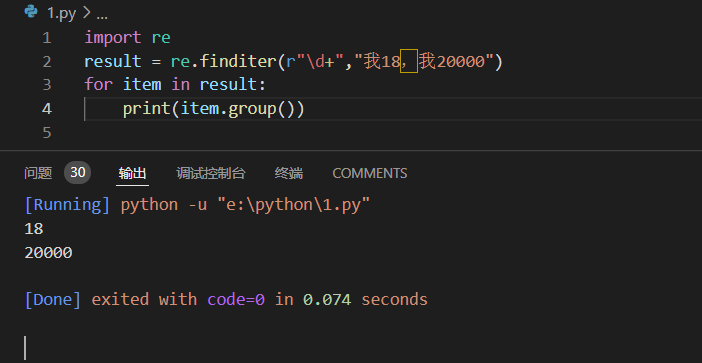 1.py > ...
1 import re
2 result = re.finditer(r"\d+","我18，我20000")
3 for item in result:
4     print(item.group())
5
问题 30 输出 调试控制台 终端 COMMENTS
[Running] python -u "e:\python\1.py"
18
20000
[Done] exited with code=0 in 0.074 seconds